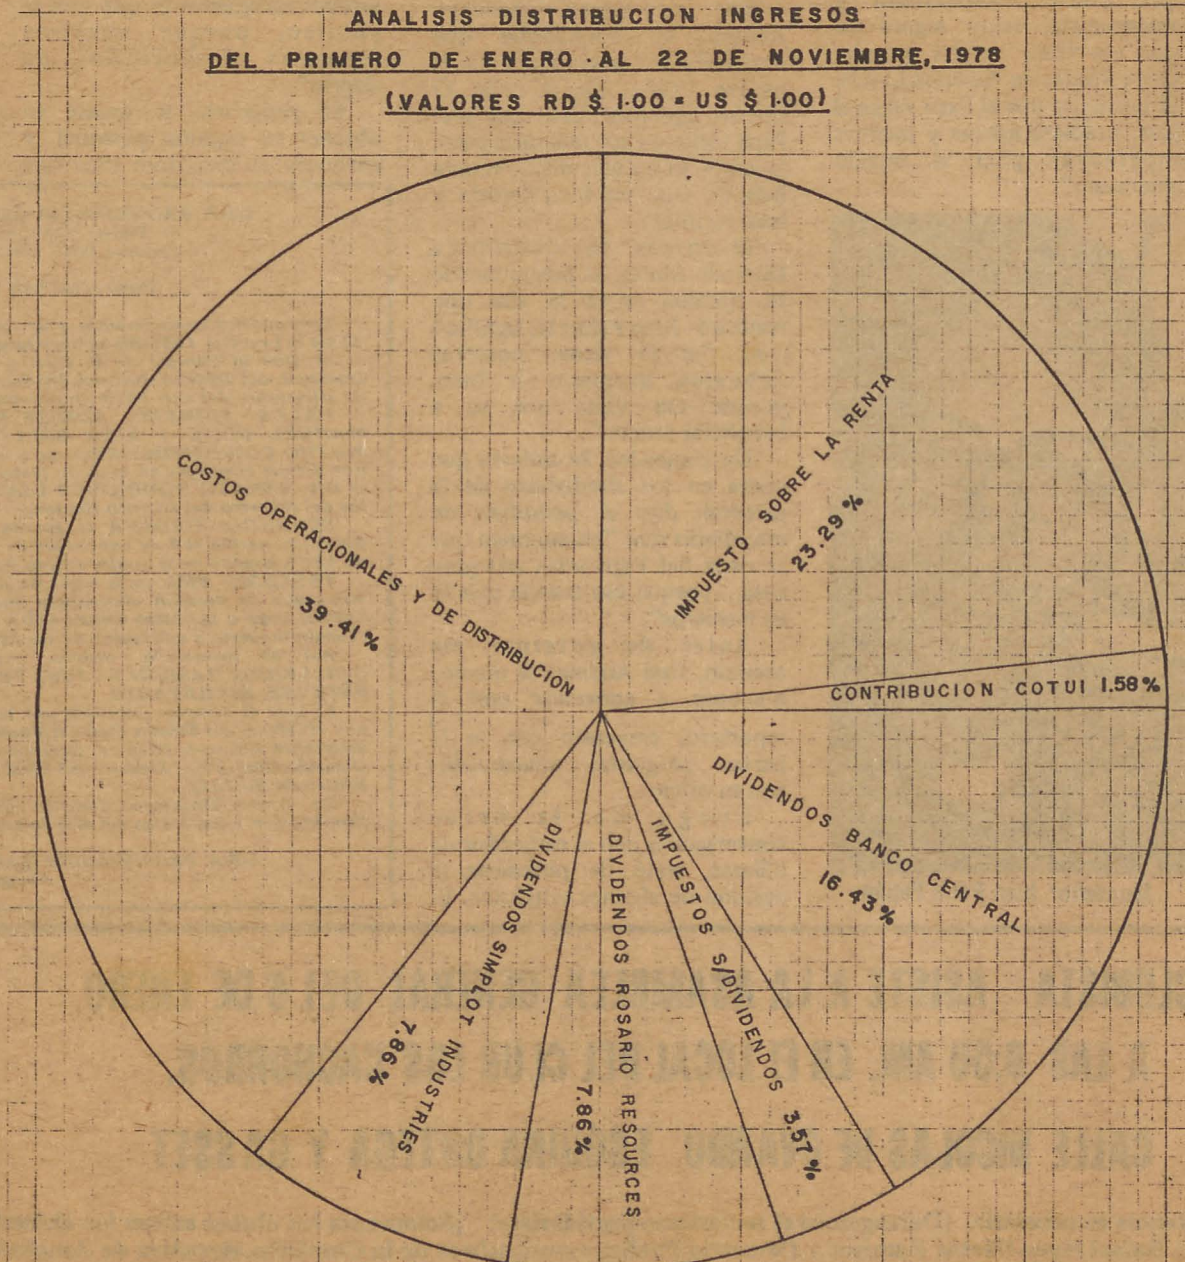 ANALISIS DISTRIBUCION INGRESOS
DEL PRIMERO DE ENERO AL 22 DE NOVIEMBRE, 1978
(VALORES RD $ 1.00 = US $ 1.00)
IMPUESTO SOBRE LA RENTA
23.29 %
CONTRIBUCION COTUI 1.58 %
DIVIDENDOS BANCO CENTRAL
16.43 %
IMPUESTOS S/DIVIDENDOS 3.57 %
DIVIDENDOS ROSARIO RESOURCES
7.86 %
DIVIDENDOS SIMPLOT INDUSTRIES
7.86 %
COSTOS OPERACIONALES Y DE DISTRIBUCION
39.41 %